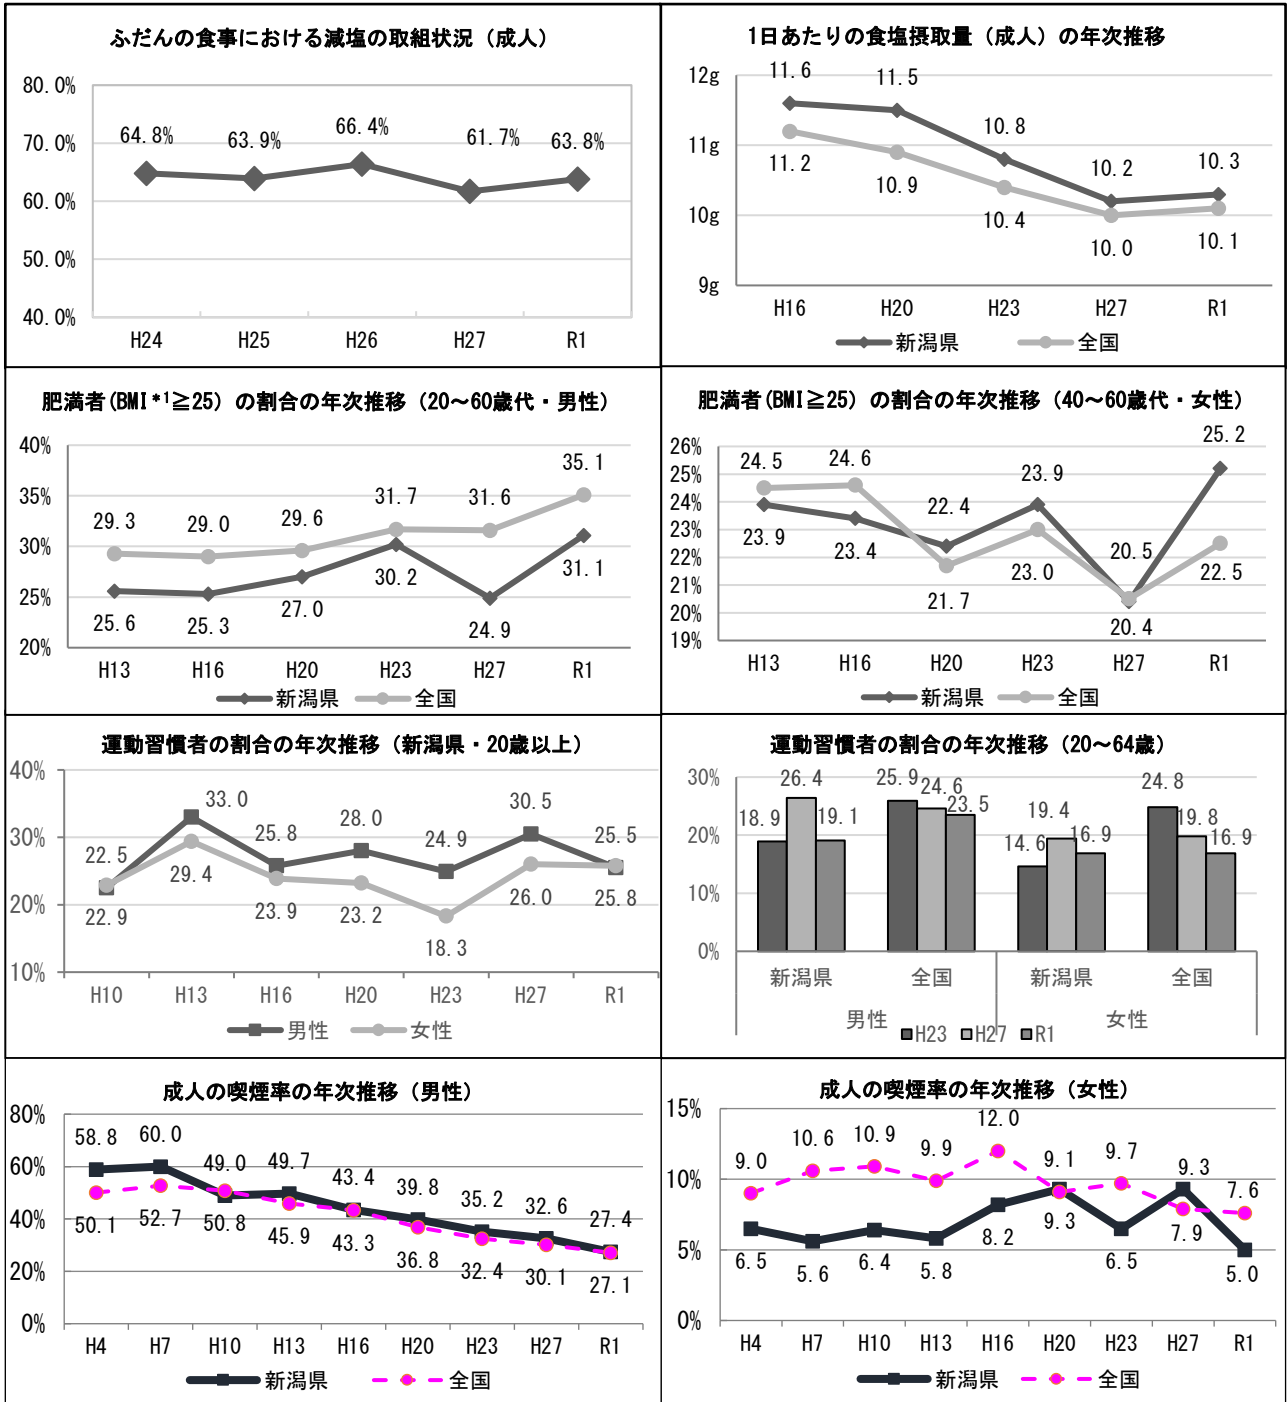 ふだんの食事における減塩の取組状況（成人）
80.0%
70.0%
60.0%
50.0%
40.0%
64.8%
63.9%
66.4%
61.7%
63.8%
H24 H25 H26 H27 R1
1日あたりの食塩摂取量（成人）の年次推移
12g
11g
10g
9g
11.6 11.5 10.8 10.2 10.3
11.2 10.9 10.4 10.0 10.1
H16 H20 H23 H27 R1
新潟県 全国
肥満者(BMI*1≧25）の割合の年次推移（20～60歳代・男性）
40%
35%
30%
25%
20%
29.3 29.0 29.6 31.7 31.6 35.1
25.6 25.3 27.0 30.2 24.9 31.1
H13 H16 H20 H23 H27 R1
新潟県 全国
肥満者(BMI≧25）の割合の年次推移（40～60歳代・女性）
26%
25%
24%
23%
22%
21%
20%
19%
24.5 24.6 22.4 23.9 20.5 25.2
23.9 23.4 21.7 23.0 20.4 22.5
H13 H16 H20 H23 H27 R1
新潟県 全国
運動習慣者の割合の年次推移（新潟県・20歳以上）
40%
30%
20%
10%
22.5 33.0 25.8 28.0 24.9 30.5 25.5
22.9 29.4 23.9 23.2 18.3 26.0 25.8
H10 H13 H16 H20 H23 H27 R1
男性 女性
運動習慣者の割合の年次推移（20～64歳）
30%
20%
10%
0%
18.9 26.4 19.1 25.9 24.6 23.5 14.6 19.4 16.9 24.8 19.8 16.9
新潟県 全国 新潟県 全国
男性 女性
H23 H27 R1
成人の喫煙率の年次推移（男性）
80%
60%
40%
20%
0%
58.8 60.0 49.0 49.7 43.4 39.8 35.2 32.6 27.4
50.1 52.7 50.8 45.9 43.3 36.8 32.4 30.1 27.1
H4 H7 H10 H13 H16 H20 H23 H27 R1
新潟県 全国
成人の喫煙率の年次推移（女性）
15%
10%
5%
0%
9.0 10.6 10.9 9.9 12.0 9.1 9.7 9.3 7.6
6.5 5.6 6.4 5.8 8.2 9.3 6.5 7.9 5.0
H4 H7 H10 H13 H16 H20 H23 H27 R1
新潟県 全国